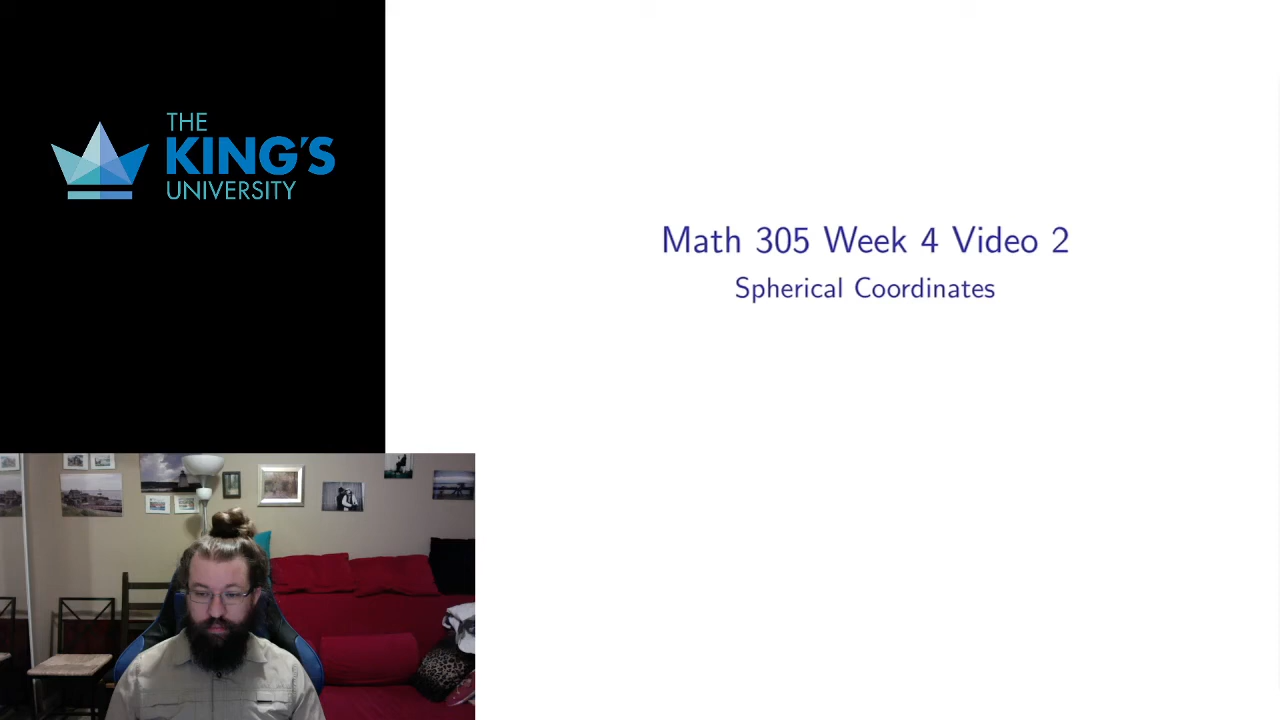 THE
KING'S
UNIVERSITY
Math 305 Week 4 Video 2
Spherical Coordinates